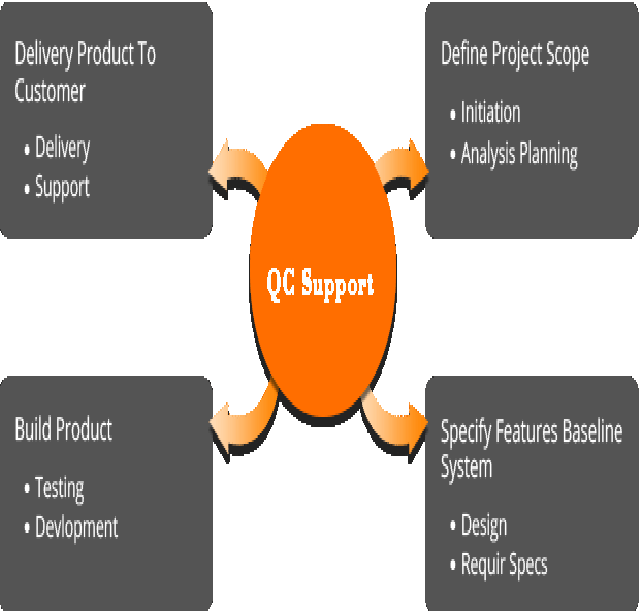 Delivery Product To
Customer
• Delivery
• Support
Define Project Scope
• Initiation
• Analysis Planning
QC Support
Build Product
• Testing
• Devlopment
Specify Features Baseline
System
• Design
• Requir Specs